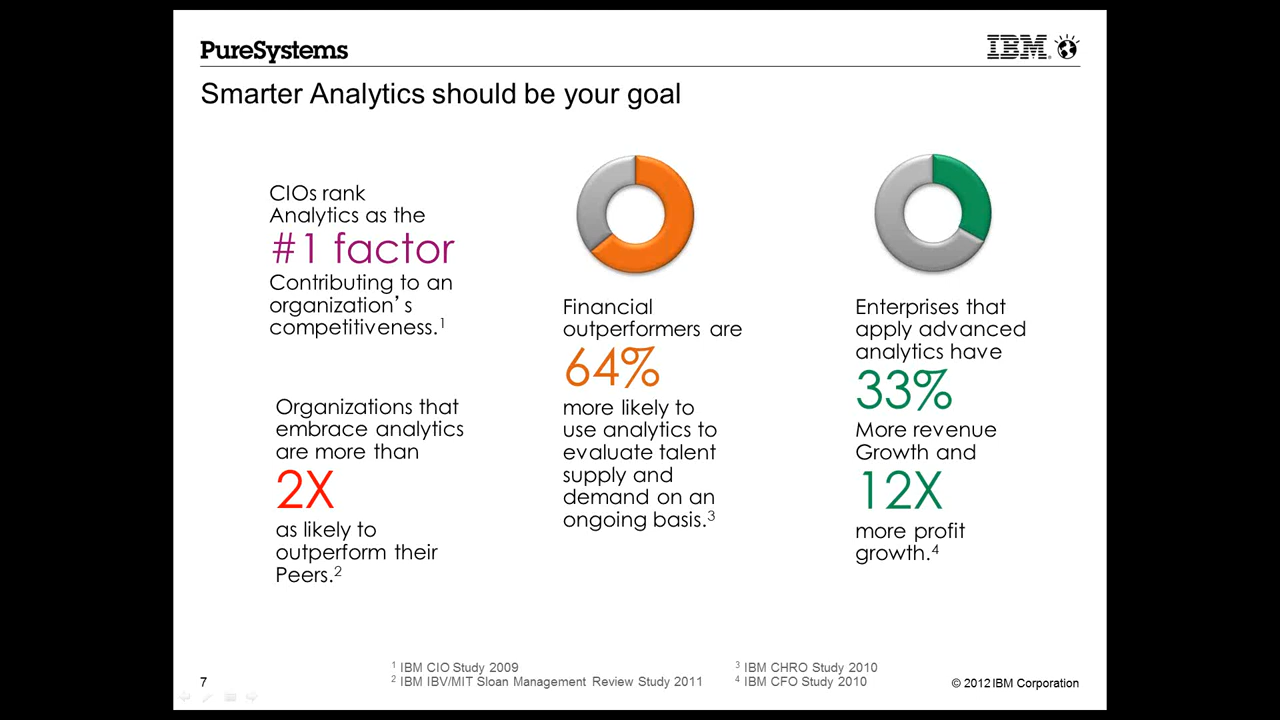 PureSystems
IBM®
Smarter Analytics should be your goal
CIOs rank
Analytics as the
#1 factor
Contributing to an
organization’s
competitiveness.¹
Organizations that
embrace analytics
are more than
2X
as likely to
outperform their
Peers.²
Financial
outperformers are
64%
more likely to
use analytics to
evaluate talent
supply and
demand on an
ongoing basis.³
Enterprises that
apply advanced
analytics have
33%
More revenue
Growth and
12X
more profit
growth.⁴
¹ IBM CIO Study 2009
² IBM IBV/MIT Sloan Management Review Study 2011
³ IBM CHRO Study 2010
⁴ IBM CFO Study 2010
7
© 2012 IBM Corporation